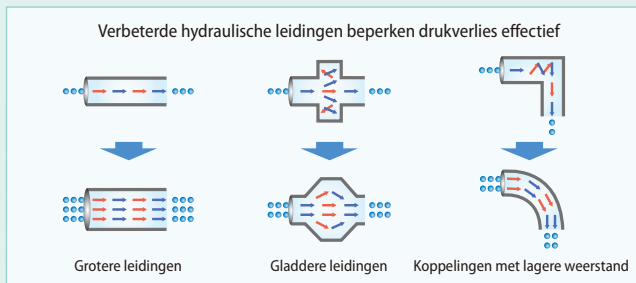 Verbeterde hydraulische leidingen beperken drukverlies effectief
Grotere leidingen
Gladdere leidingen
Koppelingen met lagere weerstand